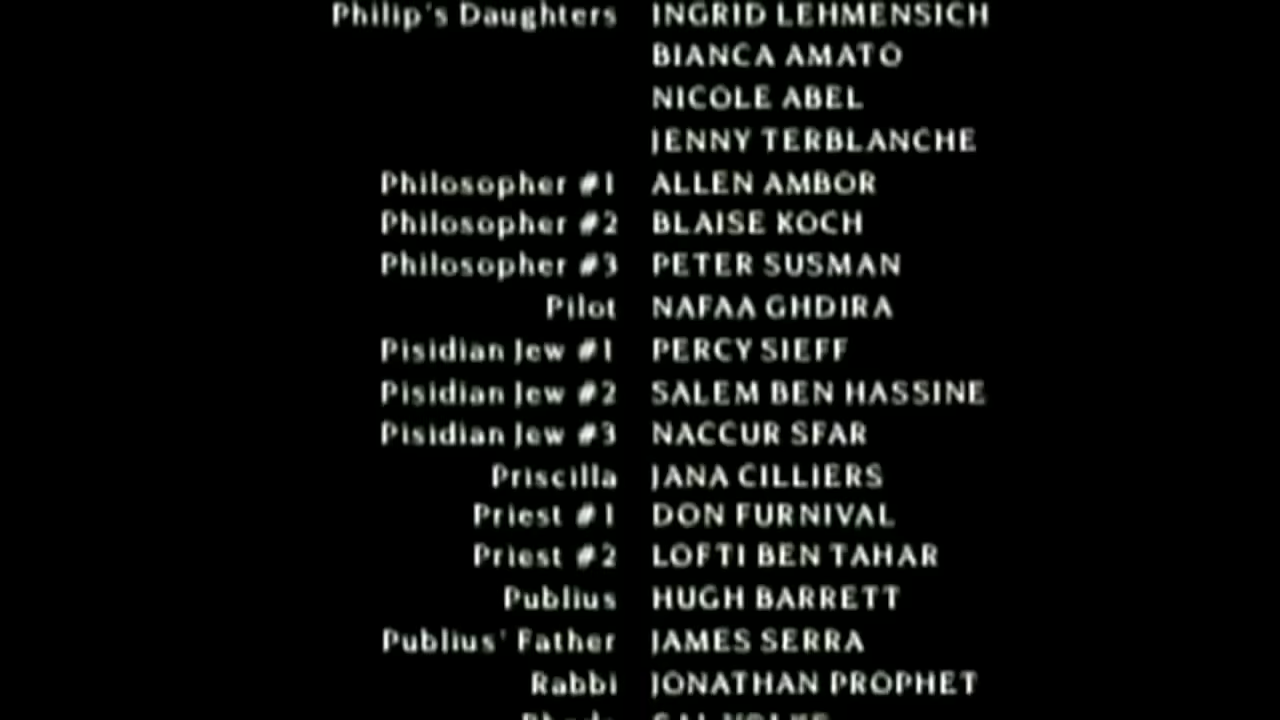 Philip's Daughters INGRID LEHMENSICH
BIANCA AMATO
NICOLE ABEL
JENNY TERBLANCHE
Philosopher #1 ALLEN AMBOR
Philosopher #2 BLAISE KOCH
Philosopher #3 PETER SUSMAN
Pilot NAFAA GHDIRA
Pisidian Jew #1 PERCY SIEFF
Pisidian Jew #2 SALEM BEN HASSINE
Pisidian Jew #3 NACCUR SFAR
Priscilla JANA CILLIERS
Priest #1 DON FURNIVAL
Priest #2 LOFTI BEN TAHAR
Publius HUGH BARRETT
Publius' Father JAMES SERRA
Rabbi JONATHAN PROPHET